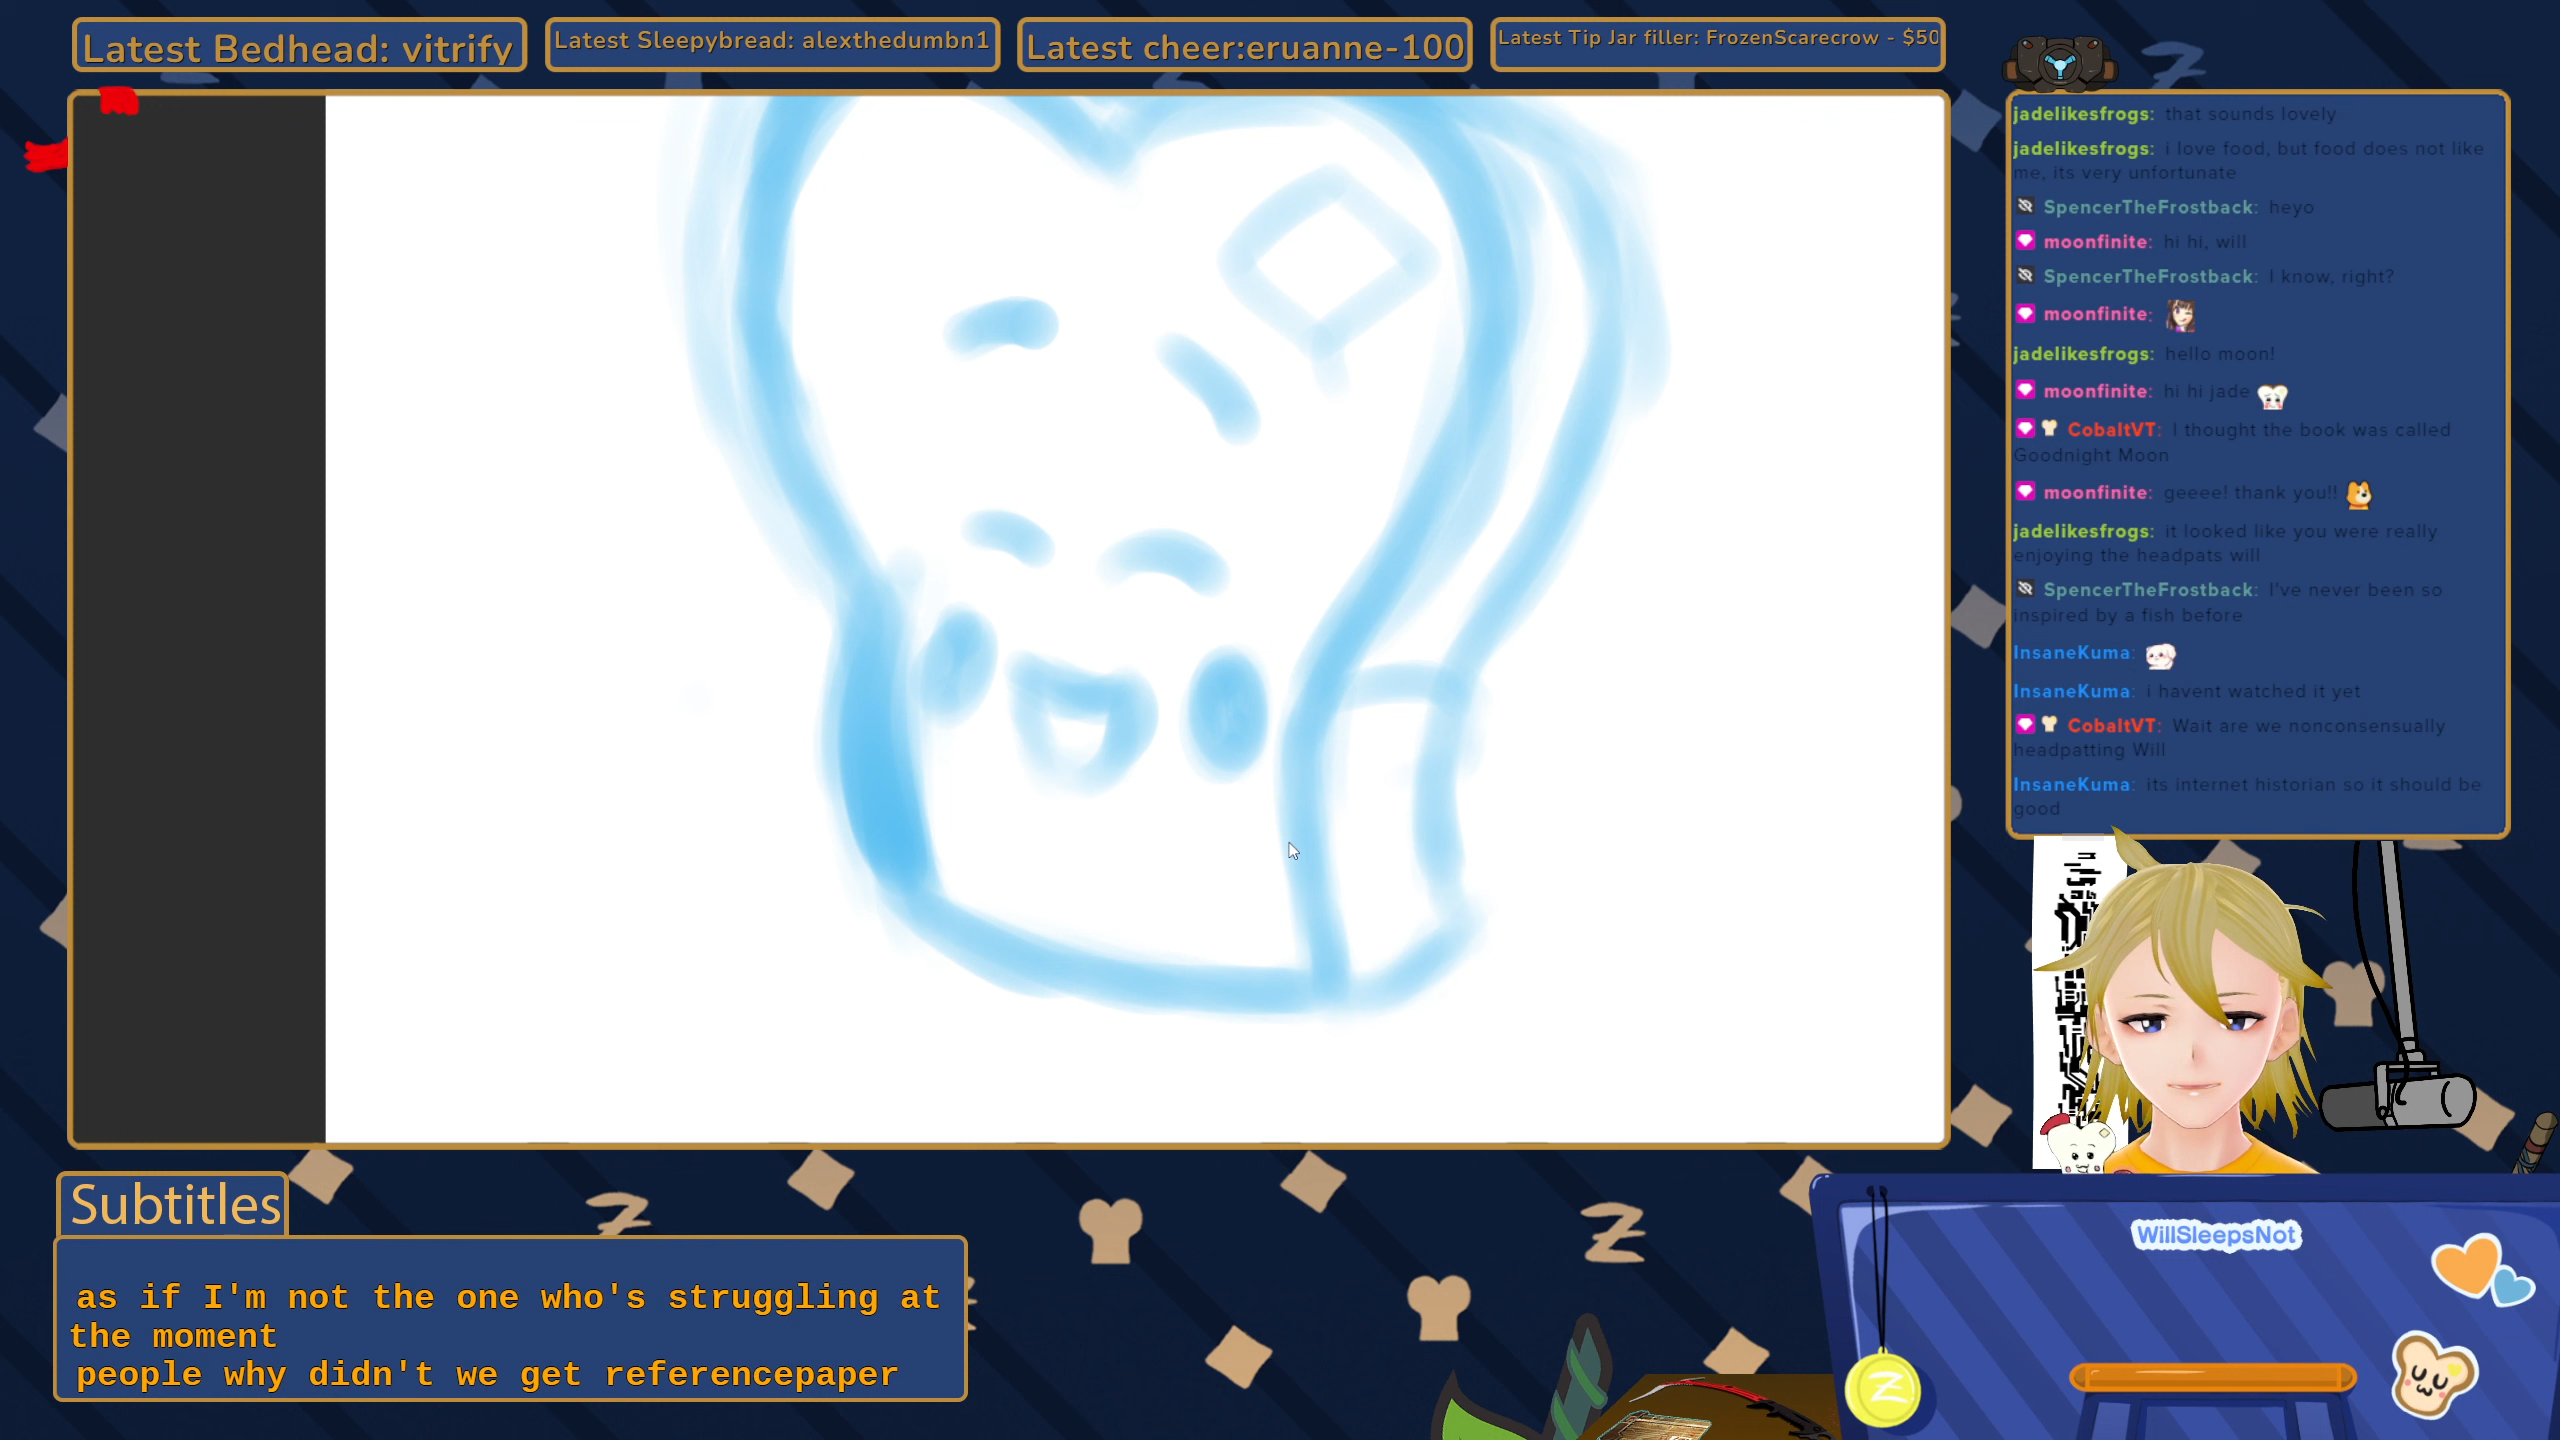 Latest Bedhead: vitrify
Latest Sleepybread: alexthedumbn1
Latest cheer:eruanne-100
Latest Tip Jar filler: FrozenScarecrow - $50
jadelikesfrogs: that sounds lovely
jadelikesfrogs: i love food, but food does not like
me, its very unfortunate
SpencerTheFrostback: heyo
moonfinite: hi hi, will
SpencerTheFrostback: I know, right?
moonfinite:
jadelikesfrogs: hello moon!
moonfinite: hi hi jade
CobaltVT: I thought the book was called
Goodnight Moon
moonfinite: geeee! thank you!!
jadelikesfrogs: it looked like you were really
enjoying the headpats will
SpencerTheFrostback: I've never been so
inspired by a fish before
InsaneKuma:
InsaneKuma: i havent watched it yet
CobaltVT: Wait are we nonconsensually
headpatting Will
InsaneKuma: its internet historian so it should be
good
Subtitles
as if I'm not the one who's struggling at
the moment
people why didn't we get referencepaper
WillSleepsNot
Z